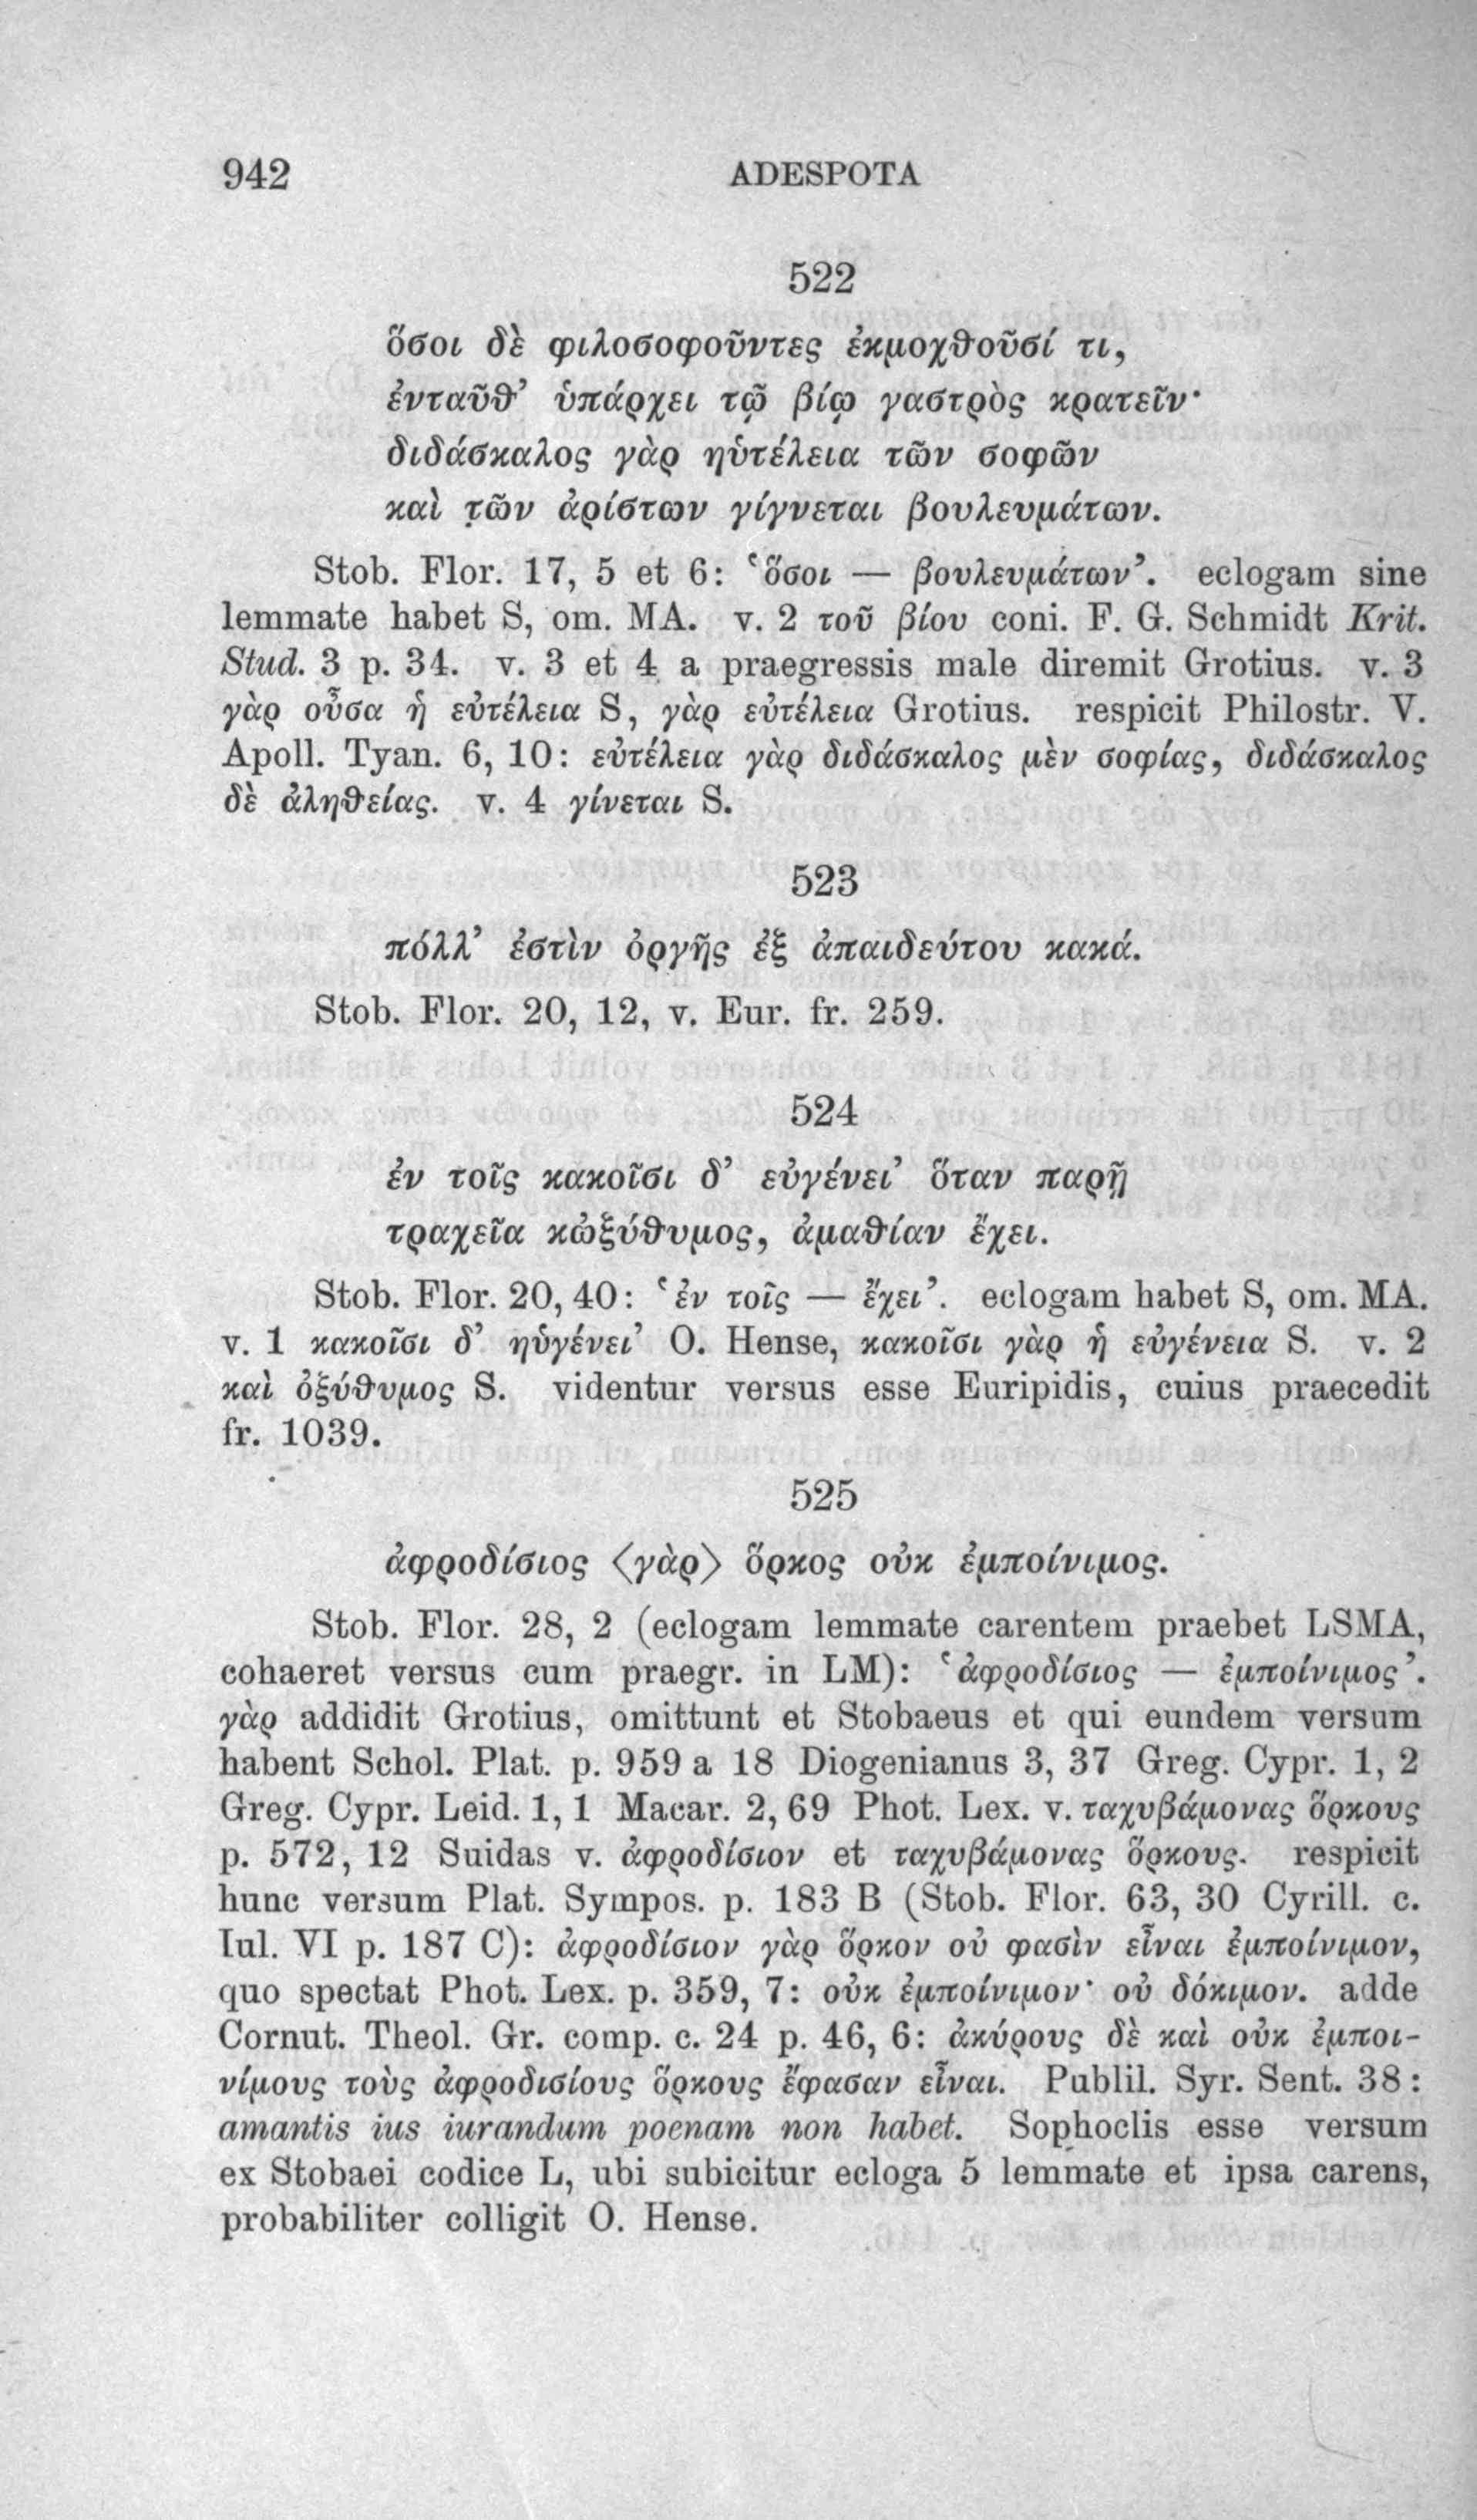 942 ADESPOTA
522
ὅσοι δὲ φιλοσοφοῦντες ἐκμοχθοῦσί τι,
ἐνταῦθ’ ὑπάρχει τῷ βίῳ γαστρὸς κρατεῖν·
διδάσκαλος γὰρ ηὑτέλεια τῶν σοφῶν
καὶ τῶν ἀρίστων γίγνεται βουλευμάτων.
Stob. Flor. 17, 5 et 6: ‘ὅσοι — βουλευμάτων’. eclogam sine
lemmate habet S, om. MA. v. 2 τοῦ βίου coni. F. G. Schmidt Krit.
Stud. 3 p. 34. v. 3 et 4 a praegressis male diremit Grotius. v. 3
γὰρ οὖσα ἡ εὐτέλεια S, γὰρ εὐτέλεια Grotius. respicit Philostr. V.
Apoll. Tyan. 6, 10: εὐτέλεια γὰρ διδάσκαλος μὲν σοφίας, διδάσκαλος
δὲ ἀληθείας. v. 4 γίνεται S.
523
πόλλ’ ἐστὶν ὀργῆς ἐξ ἀπαιδεύτου κακά.
Stob. Flor. 20, 12, v. Eur. fr. 259.
524
ἐν τοῖς κακοῖσι δ’ εὐγένει’ ὅταν παρῇ
τραχεῖα κὠξύθυμος, ἀμαθίαν ἔχει.
Stob. Flor. 20, 40: ‘ἐν τοῖς — ἔχει’. eclogam habet S, om. MA.
v. 1 κακοῖσι δ’ ηὑγένει’ O. Hense, κακοῖσι γὰρ ἡ εὐγένεια S. v. 2
καὶ ὀξύθυμος S. videntur versus esse Euripidis, cuius praecedit
fr. 1039.
525
ἀφροδίσιος 〈γὰρ〉 ὅρκος οὐκ ἐμποίνιμος.
Stob. Flor. 28, 2 (eclogam lemmate carentem praebet LSMA,
cohaeret versus cum praegr. in LM): ‘ἀφροδίσιος — ἐμποίνιμος’.
γὰρ addidit Grotius, omittunt et Stobaeus et qui eundem versum
habent Schol. Plat. p. 959 a 18 Diogenianus 3, 37 Greg. Cypr. 1, 2
Greg. Cypr. Leid. 1, 1 Macar. 2, 69 Phot. Lex. v. ταχυβάμονας ὅρκους
p. 572, 12 Suidas v. ἀφροδίσιον et ταχυβάμονας ὅρκους. respicit
hunc versum Plat. Sympos. p. 183 B (Stob. Flor. 63, 30 Cyrill. c.
Iul. VI p. 187 C): ἀφροδίσιον γὰρ ὅρκον οὐ φασὶν εἶναι ἐμποίνιμον,
quo spectat Phot. Lex. p. 359, 7: οὐκ ἐμποίνιμον· οὐ δόκιμον. adde
Cornut. Theol. Gr. comp. c. 24 p. 46, 6: ἀκύρους δὲ καὶ οὐκ ἐμποι-
νίμους τοὺς ἀφροδισίους ὅρκους ἔφασαν εἶναι. Publil. Syr. Sent. 38:
amantis ius iurandum poenam non habet. Sophoclis esse versum
ex Stobaei codice L, ubi subicitur ecloga 5 lemmate et ipsa carens,
probabiliter colligit O. Hense.